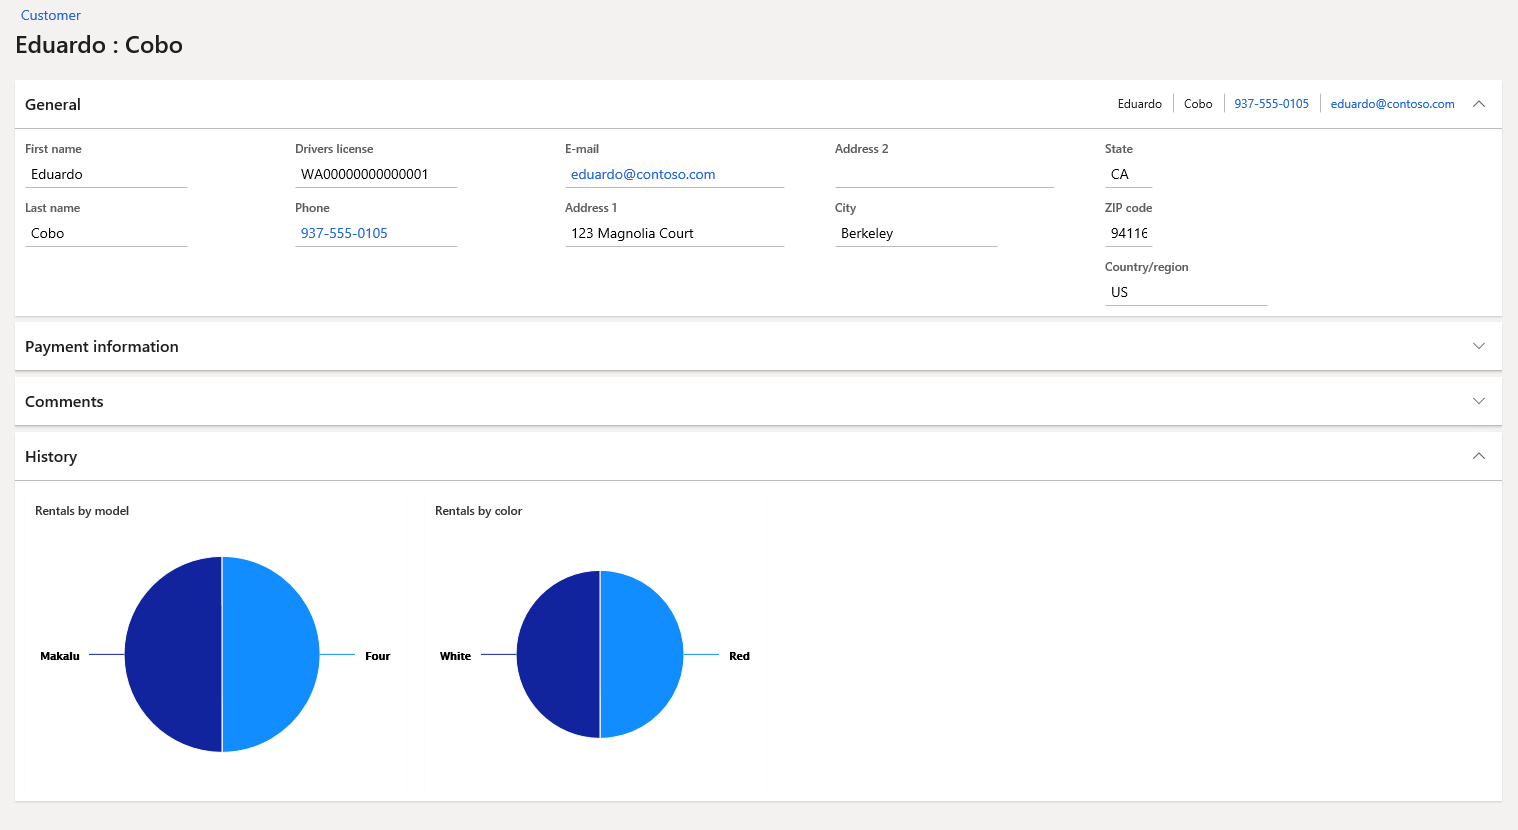 Customer
Eduardo : Cobo
General
Eduardo
Cobo
937-555-0105
eduardo@contoso.com
First name
Eduardo
Last name
Cobo
Drivers license
WA00000000000001
Phone
937-555-0105
E-mail
eduardo@contoso.com
Address 1
123 Magnolia Court
Address 2
City
Berkeley
State
CA
ZIP code
94116
Country/region
US
Payment information
Comments
History
Rentals by model
Makalu
Four
Rentals by color
White
Red